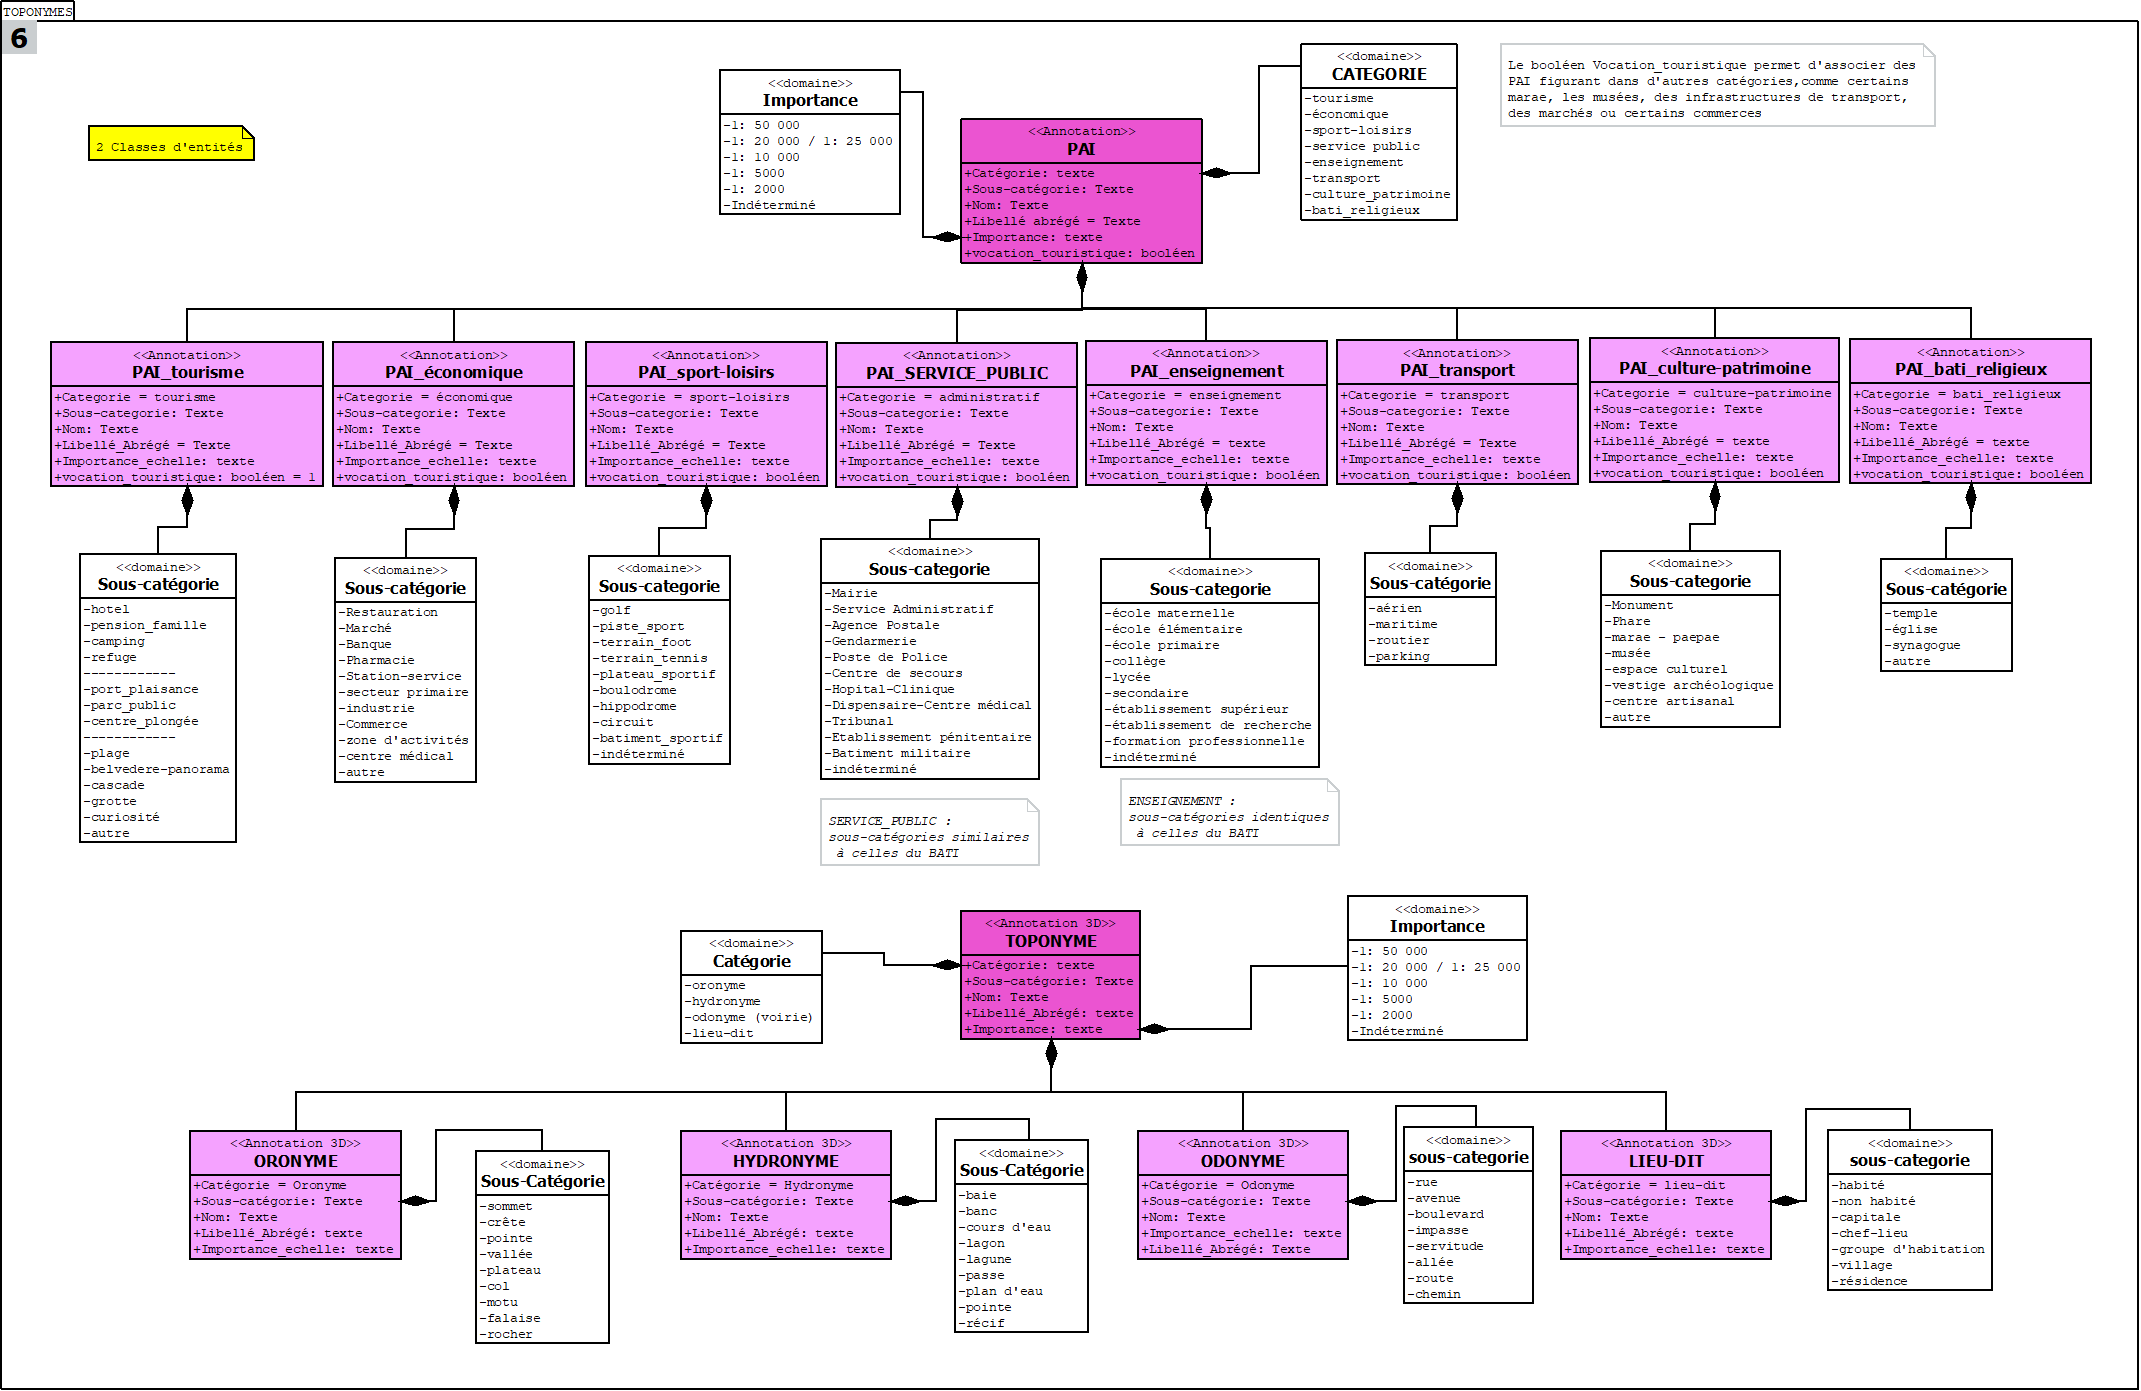 TOPONYMES
6
2 Classes d'entités
<<domaine>>
Importance
-1: 50 000
-1: 20 000 / 1: 25 000
-1: 10 000
-1: 5000
-1: 2000
-Indéterminé
<<Annotation>>
PAI
+Catégorie: texte
+Sous-catégorie: Texte
+Nom: Texte
+Libellé abrégé = Texte
+Importance: texte
+vocation_touristique: booléen
<<domaine>>
CATEGORIE
-tourisme
-économique
-sport-loisirs
-service public
-enseignement
-transport
-culture_patrimoine
-bati_religieux
Le booléen Vocation_touristique permet d'associer des
PAI figurant dans d'autres catégories,comme certains
marae, les musées, des infrastructures de transport,
des marchés ou certains commerces
<<Annotation>>
PAI_tourisme
+Categorie = tourisme
+Sous-categorie: Texte
+Nom: Texte
+Libellé_Abrégé = Texte
+Importance_echelle: texte
+vocation_touristique: booléen = 1
<<Annotation>>
PAI_économique
+Categorie = économique
+Sous-categorie: Texte
+Nom: Texte
+Libellé_Abrégé = Texte
+Importance_echelle: texte
+vocation_touristique: booléen
<<Annotation>>
PAI_sport-loisirs
+Categorie = sport-loisirs
+Sous-categorie: Texte
+Nom: Texte
+Libellé_Abrégé = Texte
+Importance_echelle: texte
+vocation_touristique: booléen
<<Annotation>>
PAI_SERVICE_PUBLIC
+Categorie = administratif
+Sous-categorie: Texte
+Nom: Texte
+Libellé_Abrégé = Texte
+Importance_echelle: texte
+vocation_touristique: booléen
<<Annotation>>
PAI_enseignement
+Categorie = enseignement
+Sous-categorie: Texte
+Nom: Texte
+Libellé_Abrégé = texte
+Importance_echelle: texte
+vocation_touristique: booléen
<<Annotation>>
PAI_transport
+Categorie = transport
+Sous-categorie: Texte
+Nom: Texte
+Libellé_Abrégé = texte
+Importance_echelle: texte
+vocation_touristique: booléen
<<Annotation>>
PAI_culture-patrimoine
+Categorie = culture-patrimoine
+Sous-categorie: Texte
+Nom: Texte
+Libellé_Abrégé = texte
+Importance_echelle: texte
+vocation_touristique: booléen
<<Annotation>>
PAI_bati_religieux
+Categorie = bati_religieux
+Sous-categorie: Texte
+Nom: Texte
+Libellé_Abrégé = texte
+Importance_echelle: texte
+vocation_touristique: booléen
<<domaine>>
Sous-catégorie
-hotel
-pension_famille
-camping
-refuge
------------
-port_plaisance
-parc_public
-centre_plongée
------------
-plage
-belvedere-panorama
-cascade
-grotte
-curiosité
-autre
<<domaine>>
Sous-catégorie
-Restauration
-Marché
-Banque
-Pharmacie
-Station-service
-secteur primaire
-industrie
-Commerce
-zone d'activités
-centre médical
-autre
<<domaine>>
Sous-categorie
-golf
-piste_sport
-terrain_foot
-terrain_tennis
-plateau_sportif
-boulodrome
-hippodrome
-circuit
-batiment_sportif
-indéterminé
<<domaine>>
Sous-categorie
-Mairie
-Service Administratif
-Agence Postale
-Gendarmerie
-Poste de Police
-Centre de secours
-Hopital-Clinique
-Dispensaire-Centre médical
-Tribunal
-Etablissement pénitentaire
-Batiment militaire
-indéterminé
<<domaine>>
Sous-categorie
-école maternelle
-école élémentaire
-école primaire
-collège
-lycée
-secondaire
-établissement supérieur
-établissement de recherche
-formation professionnelle
-indéterminé
<<domaine>>
Sous-catégorie
-aérien
-maritime
-routier
-parking
<<domaine>>
Sous-categorie
-Monument
-Phare
-marae - paepae
-musée
-espace culturel
-vestige archéologique
-centre artisanal
-autre
<<domaine>>
Sous-catégorie
-temple
-église
-synagogue
-autre
SERVICE_PUBLIC :
sous-catégories similaires
à celles du BATI
ENSEIGNEMENT :
sous-catégories identiques
à celles du BATI
<<domaine>>
Catégorie
-oronyme
-hydronyme
-odonyme (voirie)
-lieu-dit
<<Annotation 3D>>
TOPONYME
+Catégorie: texte
+Sous-catégorie: Texte
+Nom: Texte
+Libellé_Abrégé: texte
+Importance: texte
<<domaine>>
Importance
-1: 50 000
-1: 20 000 / 1: 25 000
-1: 10 000
-1: 5000
-1: 2000
-Indéterminé
<<Annotation 3D>>
ORONYME
+Catégorie = Oronyme
+Sous-catégorie: Texte
+Nom: Texte
+Libellé_Abrégé: texte
+Importance_echelle: texte
<<domaine>>
Sous-Catégorie
-sommet
-crête
-pointe
-vallée
-plateau
-col
-motu
-falaise
-rocher
<<Annotation 3D>>
HYDRONYME
+Catégorie = Hydronyme
+Sous-catégorie: Texte
+Nom: Texte
+Libellé_Abrégé: texte
+Importance_echelle: texte
<<domaine>>
Sous-Catégorie
-baie
-banc
-cours d'eau
-lagon
-lagune
-passe
-plan d'eau
-pointe
-récif
<<Annotation 3D>>
ODONYME
+Catégorie = Odonyme
+Sous-catégorie: Texte
+Nom: Texte
+Importance_echelle: texte
+Libellé_Abrégé: Texte
<<domaine>>
sous-categorie
-rue
-avenue
-boulevard
-impasse
-servitude
-allée
-route
-chemin
<<Annotation 3D>>
LIEU-DIT
+Catégorie = lieu-dit
+Sous-catégorie: Texte
+Nom: Texte
+Libellé_Abrégé: texte
+Importance_echelle: texte
<<domaine>>
sous-categorie
-habité
-non habité
-capitale
-chef-lieu
-groupe d'habitation
-village
-résidence